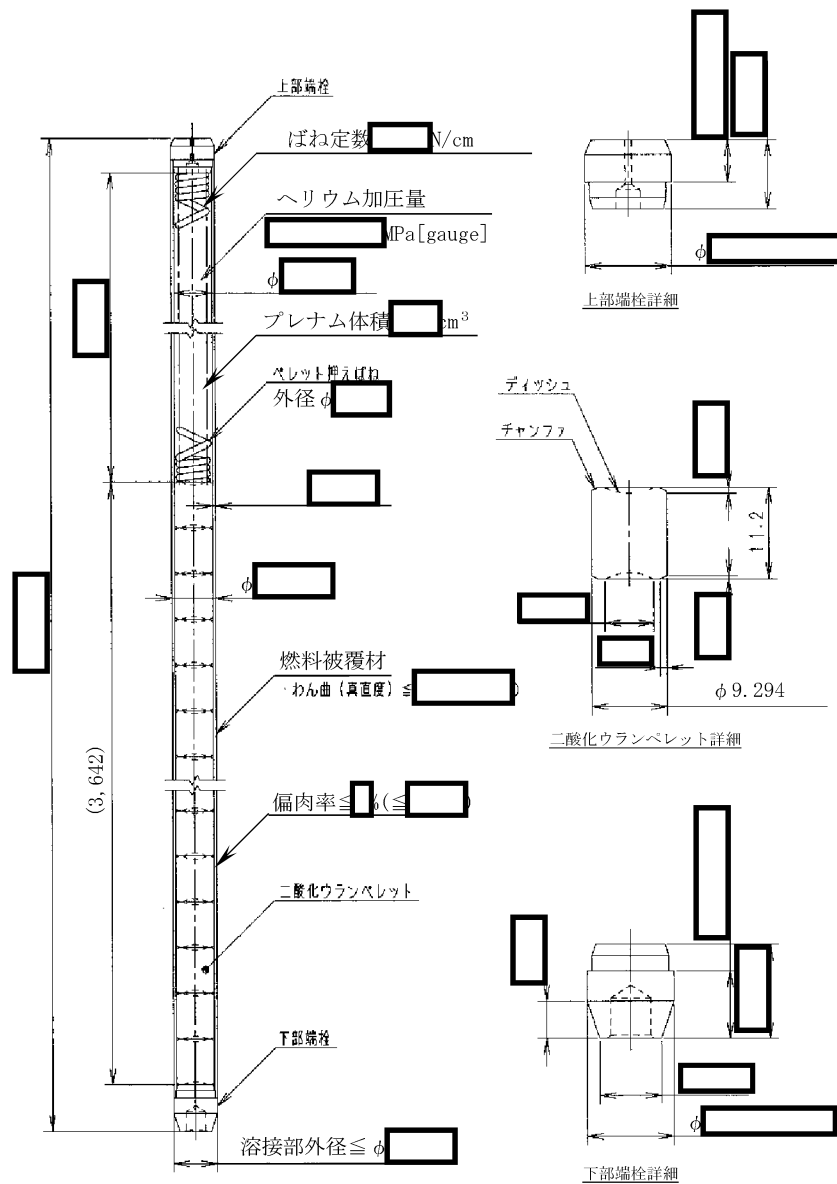 上部端栓
ばね定数 N/cm
ヘリウム加圧量
MPa[gauge]
φ
プレナム体積 cm³
ペレット押えばね
外径φ
φ
燃料被覆材
わん曲(真直度)≦ )
(3,642)
偏肉率≦ %(≦ )
二酸化ウランペレット
下部端栓
溶接部外径≦φ
φ
上部端栓詳細
ディッシュ
チャンファ
11.2
φ9.294
二酸化ウランペレット詳細
φ
下部端栓詳細